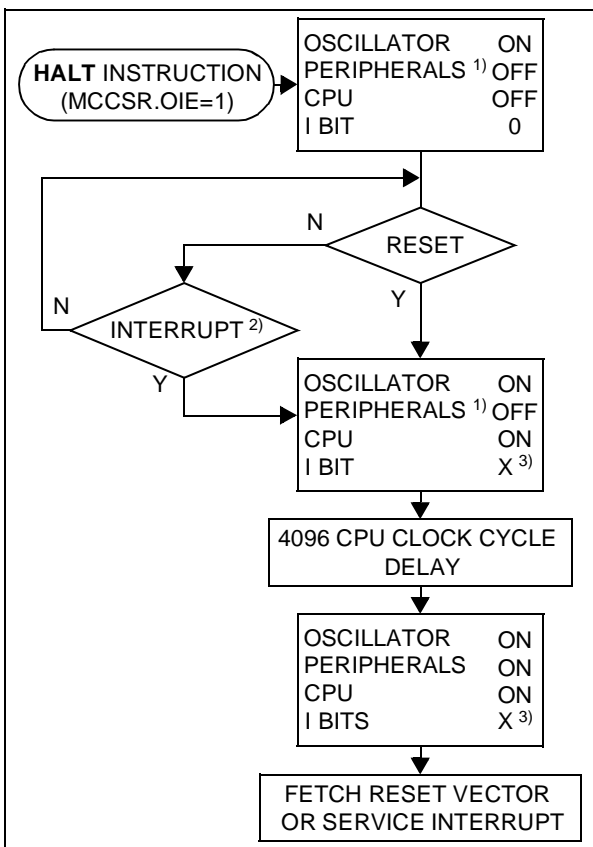 HALT INSTRUCTION
(MCCSR.OIE=1)
OSCILLATOR ON
PERIPHERALS 1) OFF
CPU OFF
I BIT 0
N
RESET
Y
N
INTERRUPT 2)
Y
OSCILLATOR ON
PERIPHERALS 1) OFF
CPU ON
I BIT X 3)
4096 CPU CLOCK CYCLE
DELAY
OSCILLATOR ON
PERIPHERALS ON
CPU ON
I BITS X 3)
FETCH RESET VECTOR
OR SERVICE INTERRUPT